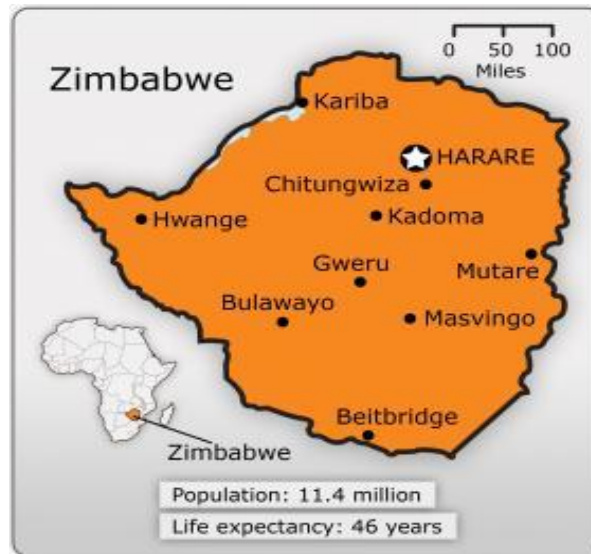 Zimbabwe
0 50 100
Miles
Kariba
HARARE
Chitungwiza
Kadoma
Hwange
Gweru
Mutare
Bulawayo
Masvingo
Beitbridge
Zimbabwe
Population: 11.4 million
Life expectancy: 46 years